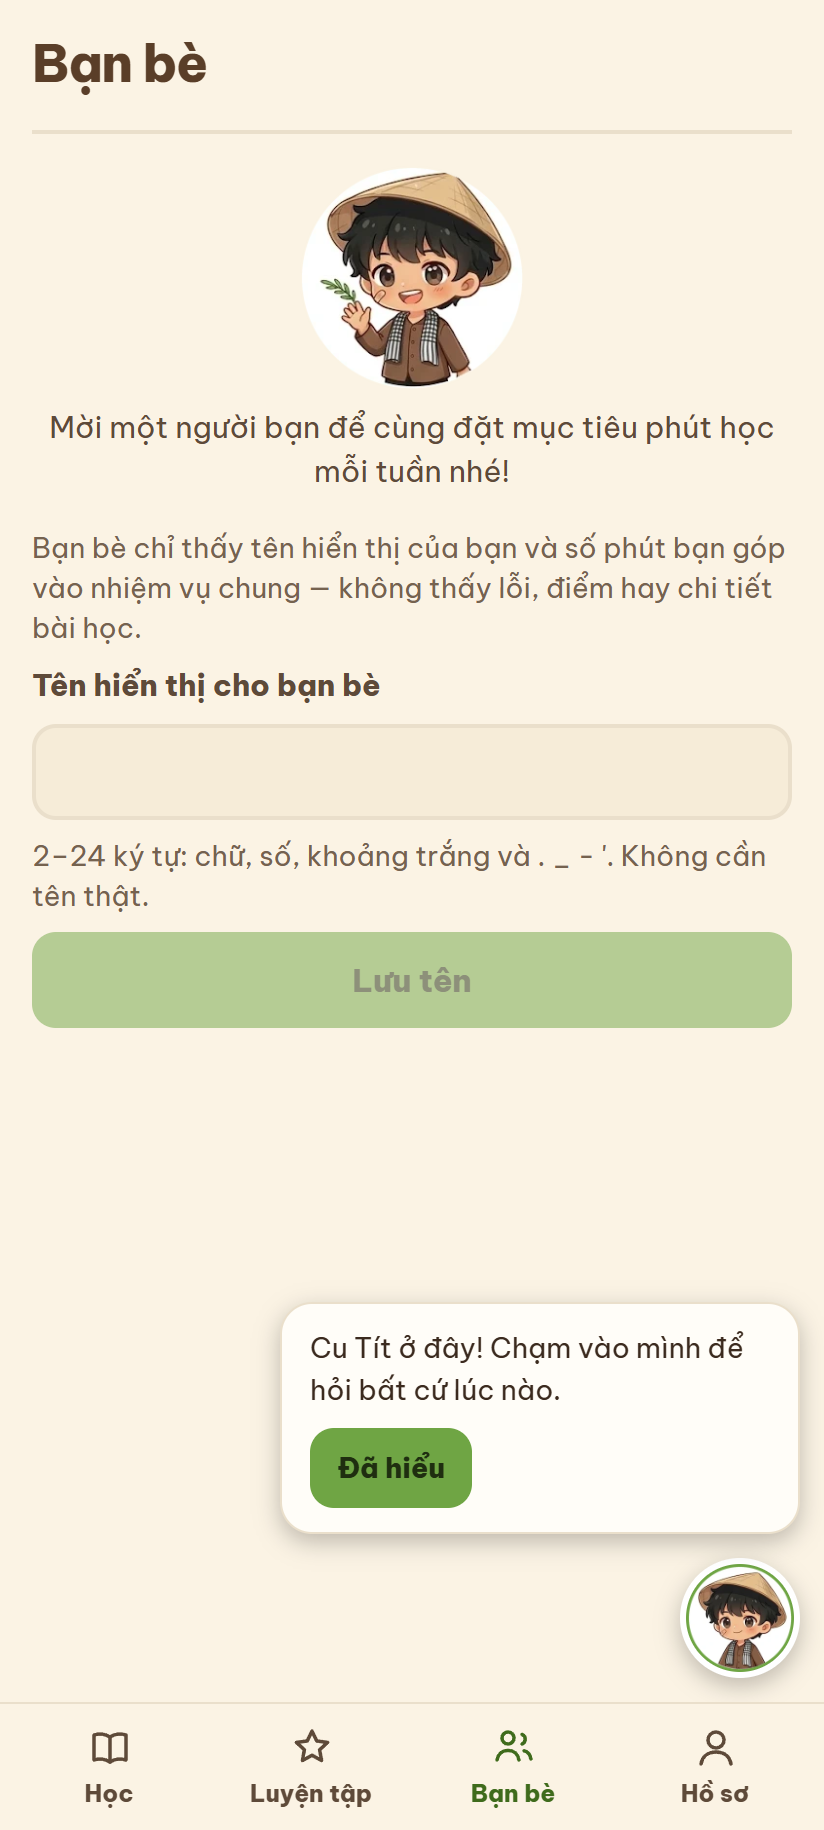 Bạn bè
Mời một người bạn để cùng đặt mục tiêu phút học
mỗi tuần nhé!
Bạn bè chỉ thấy tên hiển thị của bạn và số phút bạn góp
vào nhiệm vụ chung — không thấy lỗi, điểm hay chi tiết
bài học.
Tên hiển thị cho bạn bè
2–24 ký tự: chữ, số, khoảng trắng và . _ - '. Không cần
tên thật.
Lưu tên
Cu Tít ở đây! Chạm vào mình để
hỏi bất cứ lúc nào.
Đã hiểu
Học
Luyện tập
Bạn bè
Hồ sơ